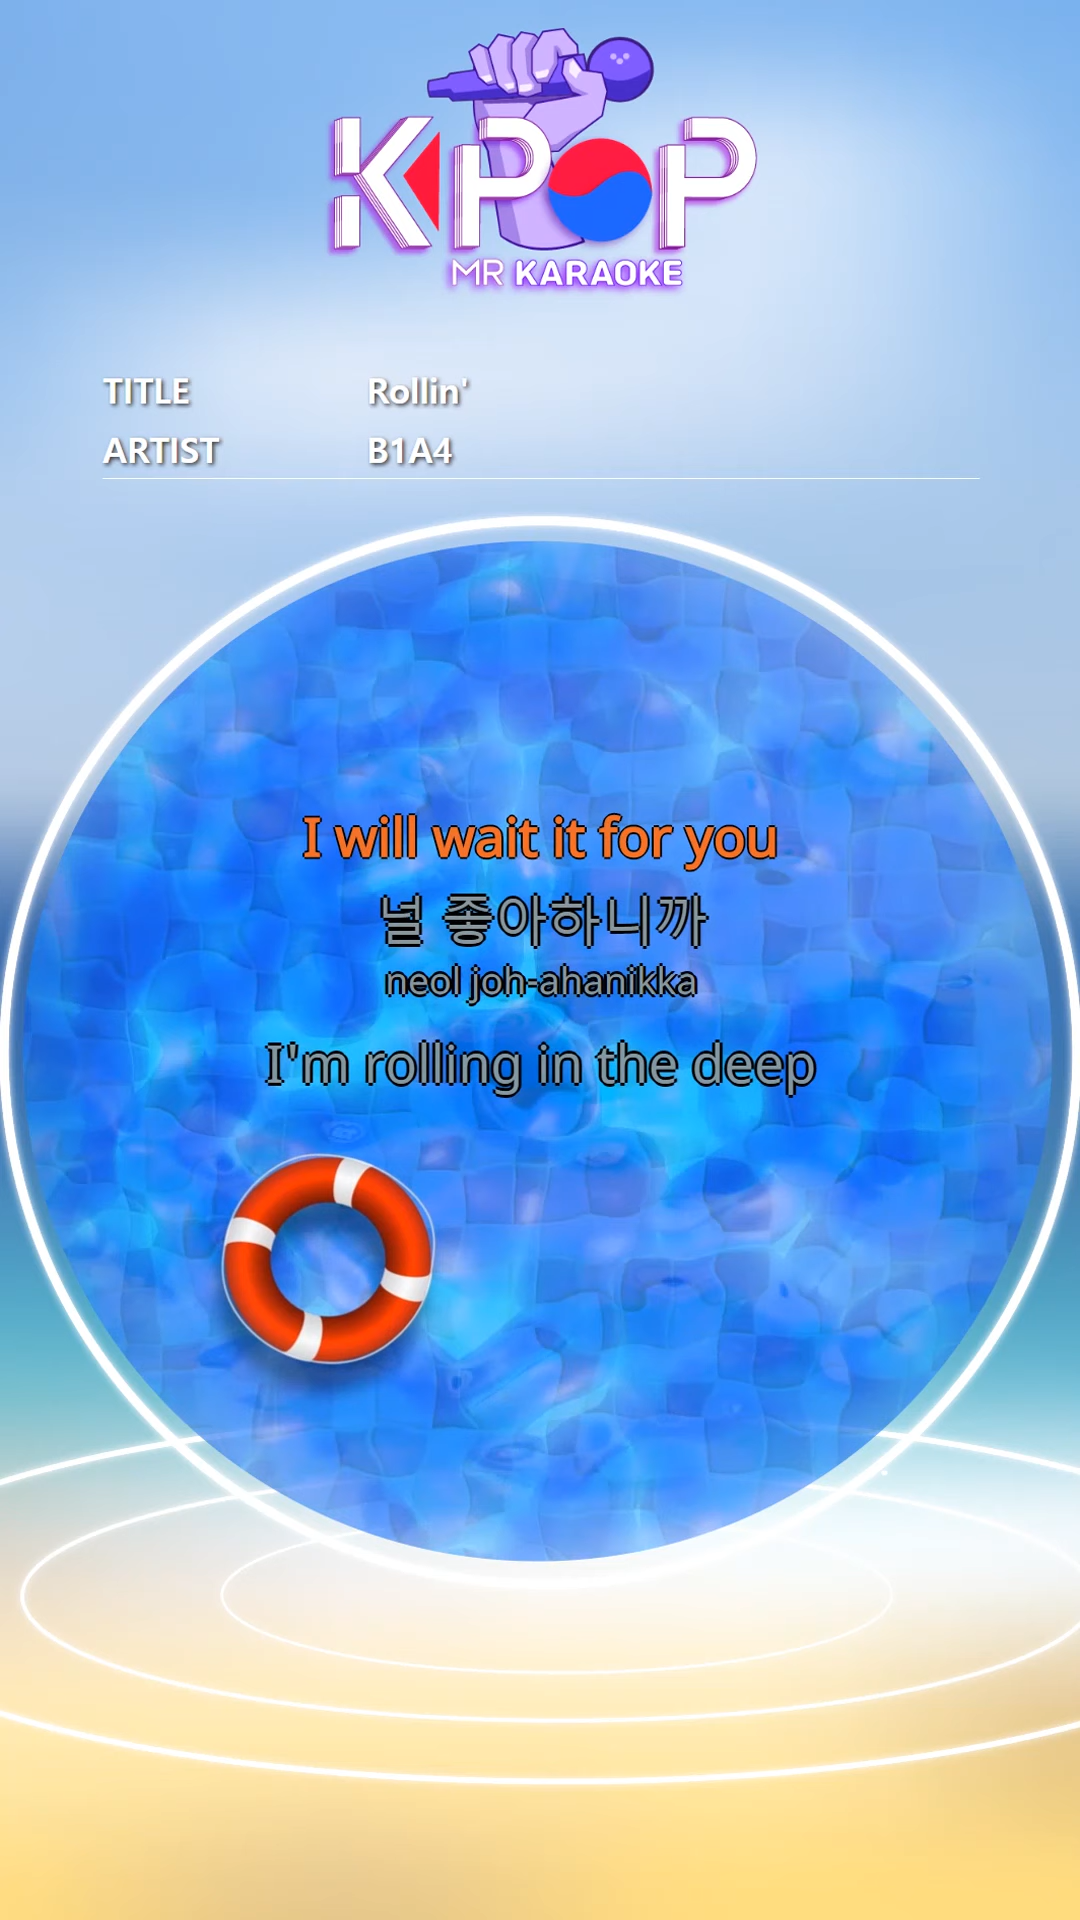 KPOP
MR KARAOKE
TITLE Rollin'
ARTIST B1A4
I will wait it for you
널 좋아하니까
neol joh-ahanikka
I'm rolling in the deep